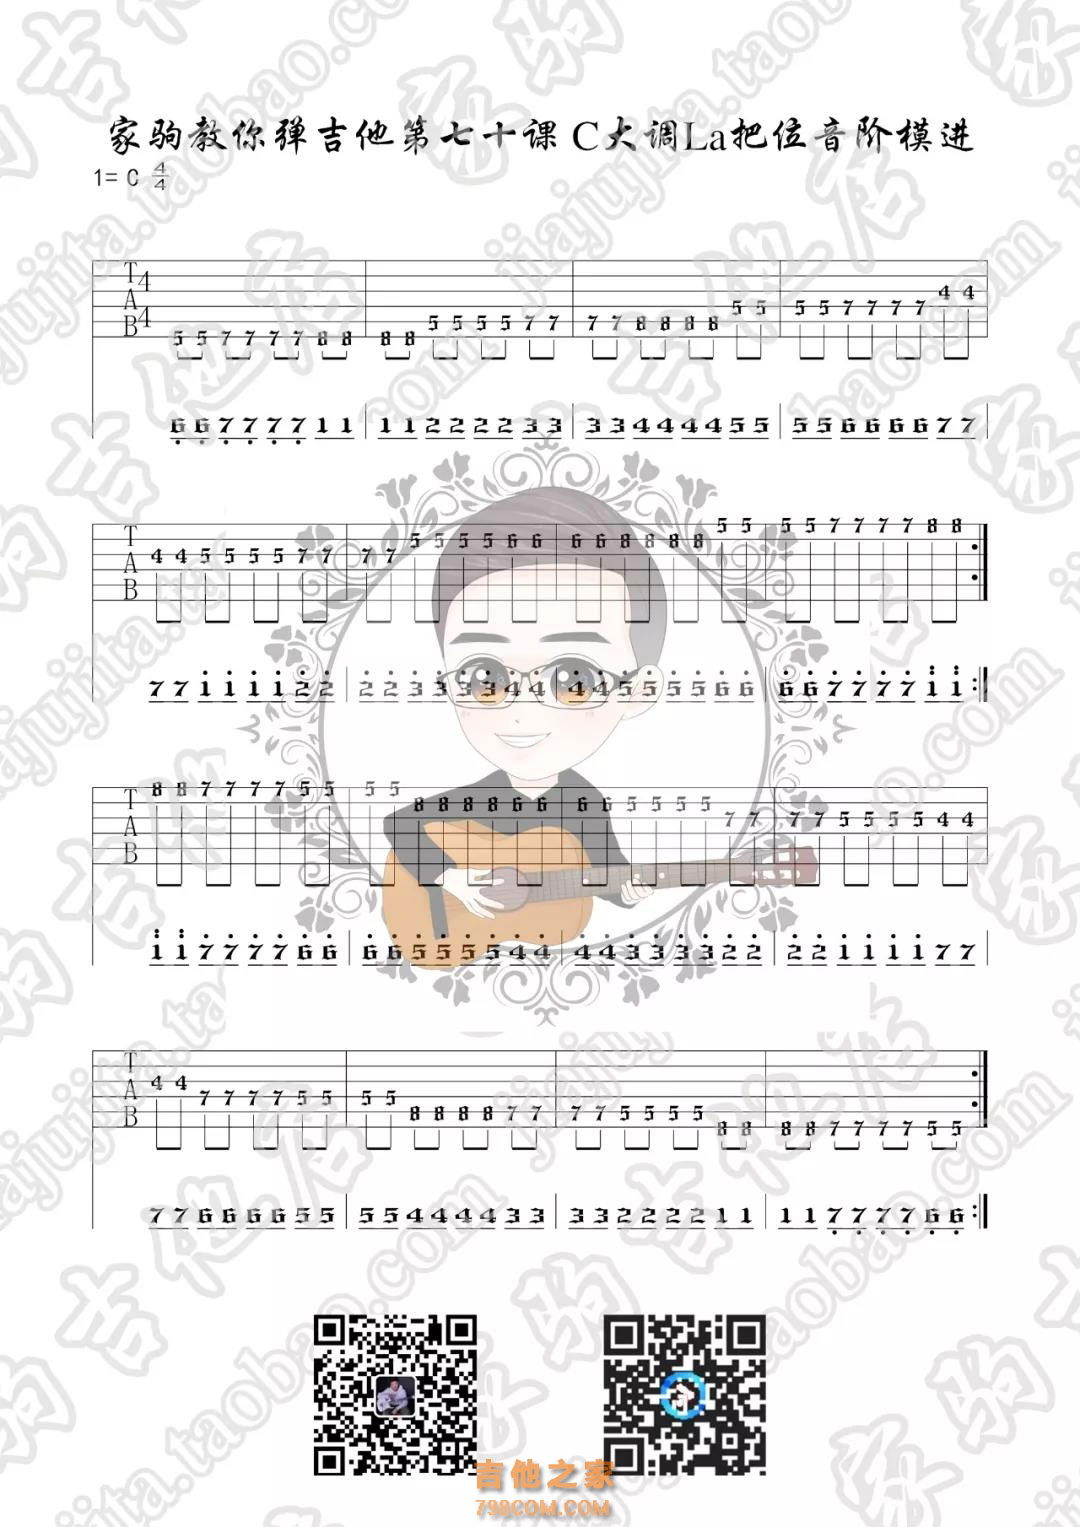 家驹教你弹吉他第七十课 C大调La把位音阶模进
1= C 4/4
T 4
A
B 4
5 5 7 7 7 7 8 8 8 8 5 5 5 5 7 7 7 7 8 8 8 8 5 5 5 5 7 7 7 7 4 4
6 6 7 7 7 7 1 1 1 1 2 2 2 2 3 3 3 3 4 4 4 4 5 5 5 5 6 6 6 6 7 7
T
A
B
4 4 5 5 5 5 7 7 7 7 5 5 5 5 6 6 6 6 8 8 8 8 5 5 5 5 7 7 7 7 8 8
7 7 1 1 1 1 2 2 2 2 3 3 3 3 4 4 4 4 5 5 5 5 6 6 6 6 7 7 7 7 1 1
T
A
B
8 8 7 7 7 7 5 5 5 5 8 8 8 8 6 6 6 6 5 5 5 5 7 7 7 7 5 5 5 5 4 4
1 1 7 7 7 7 6 6 6 6 5 5 5 5 4 4 4 4 3 3 3 3 2 2 2 2 1 1 1 1 7 7
T
A
B
4 4 7 7 7 7 5 5 5 5 8 8 8 8 7 7 7 7 5 5 5 5 8 8 8 8 7 7 7 7 5 5
7 7 6 6 6 6 5 5 5 5 4 4 4 4 3 3 3 3 2 2 2 2 1 1 1 1 7 7 7 7 6 6
吉他之家
798COM.COM
jiajujita.taobao.com